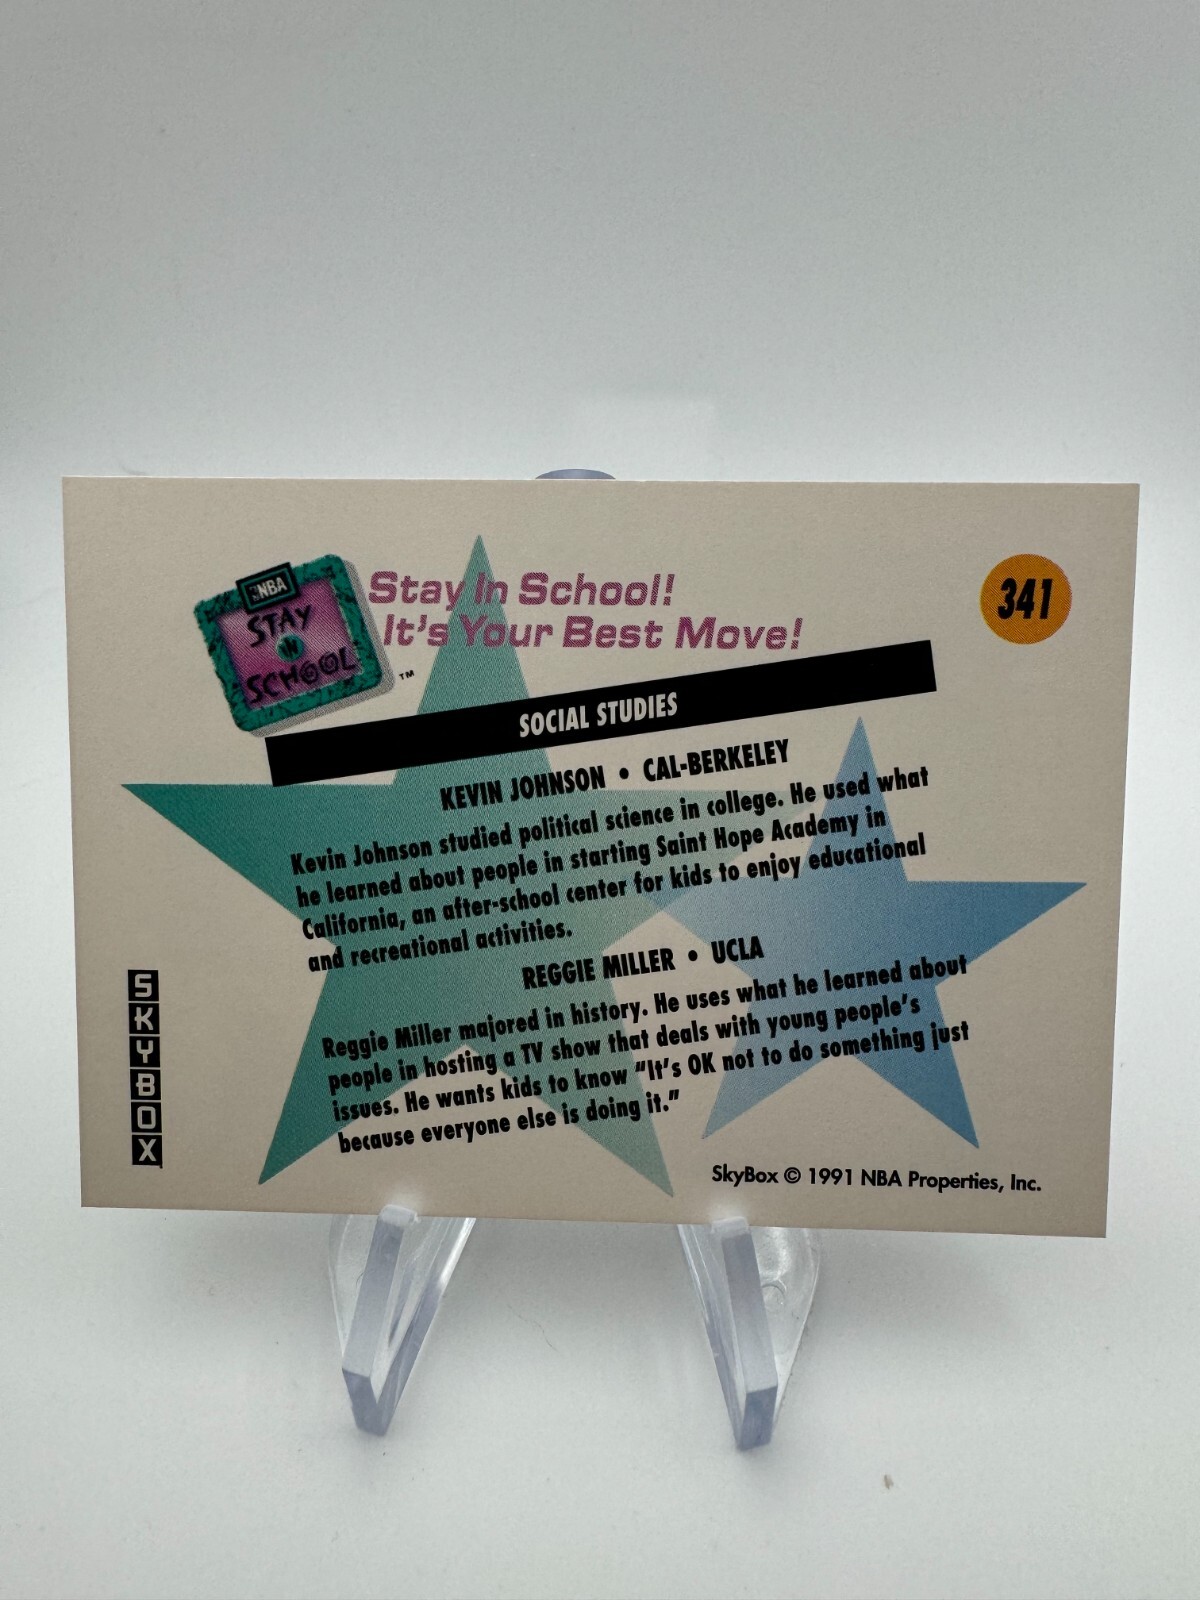 NBA
STAY
IN
SCHOOL
™
Stay In School!
It's Your Best Move!
341
SOCIAL STUDIES
KEVIN JOHNSON • CAL-BERKELEY
Kevin Johnson studied political science in college. He used what
he learned about people in starting Saint Hope Academy in
California, an after-school center for kids to enjoy educational
and recreational activities.
REGGIE MILLER • UCLA
Reggie Miller majored in history. He uses what he learned about
people in hosting a TV show that deals with young people's
issues. He wants kids to know "It's OK not to do something just
because everyone else is doing it."
SKYBOX
SkyBox © 1991 NBA Properties, Inc.